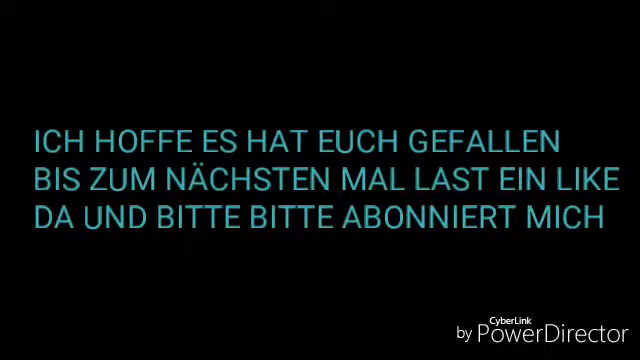 ICH HOFFE ES HAT EUCH GEFALLEN
BIS ZUM NÄCHSTEN MAL LAST EIN LIKE
DA UND BITTE BITTE ABONNIERT MICH
CyberLink
by PowerDirector